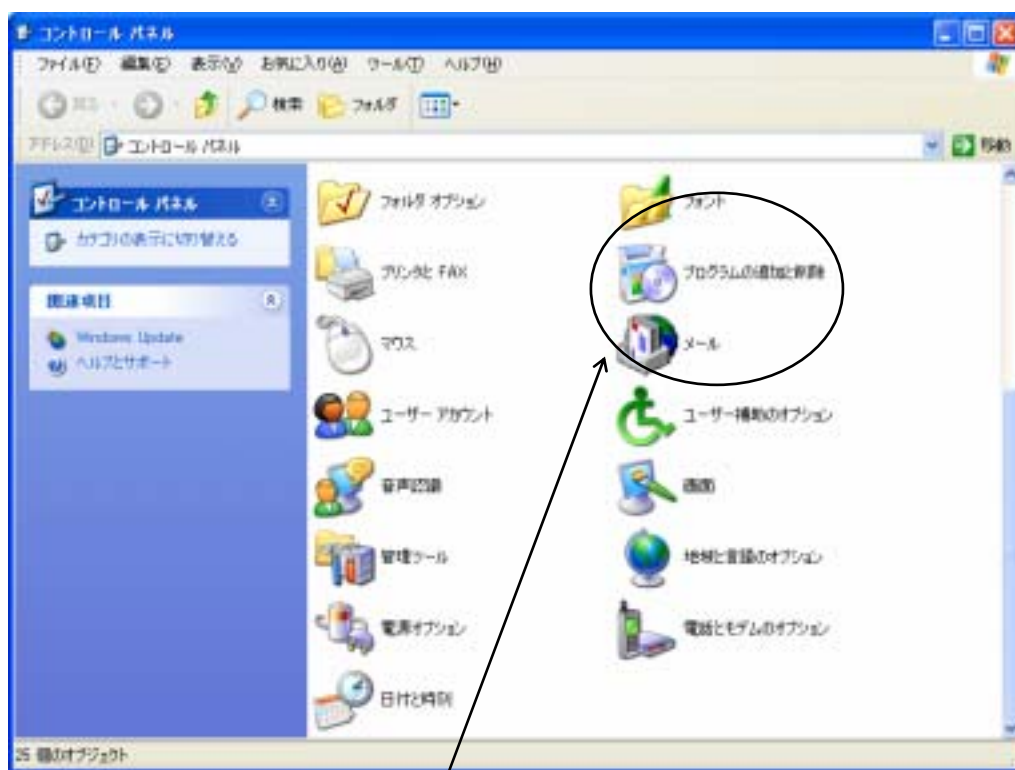 コントロール パネル
ファイル(F) 編集(E) 表示(V) お気に入り(A) ツール(T) ヘルプ(H)
戻る 検索 フォルダ
アドレス(D) コントロール パネル 移動
コントロール パネル
カテゴリの表示に切り替える
関連項目
Windows Update
ヘルプとサポート
フォルダ オプション フォント
プリンタと FAX プログラムの追加と削除
マウス メール
ユーザー アカウント ユーザー補助のオプション
音声認識 画面
管理ツール 地域と言語のオプション
電源オプション 電話とモデムのオプション
日付と時刻
25 個のオブジェクト